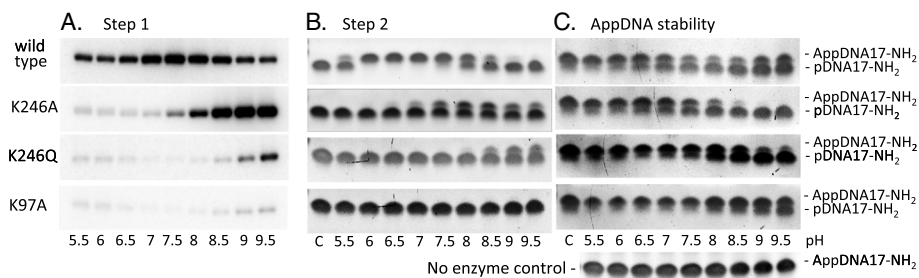 A. Step 1 B. Step 2 C. AppDNA stability
wild
type
- AppDNA17-NH2
- pDNA17-NH2
K246A
- AppDNA17-NH2
- pDNA17-NH2
K246Q
- AppDNA17-NH2
- pDNA17-NH2
K97A
- AppDNA17-NH2
- pDNA17-NH2
5.5 6 6.5 7 7.5 8 8.5 9 9.5 C 5.5 6 6.5 7 7.5 8 8.5 9 9.5 C 5.5 6 6.5 7 7.5 8 8.5 9 9.5 pH
No enzyme control - - AppDNA17-NH2